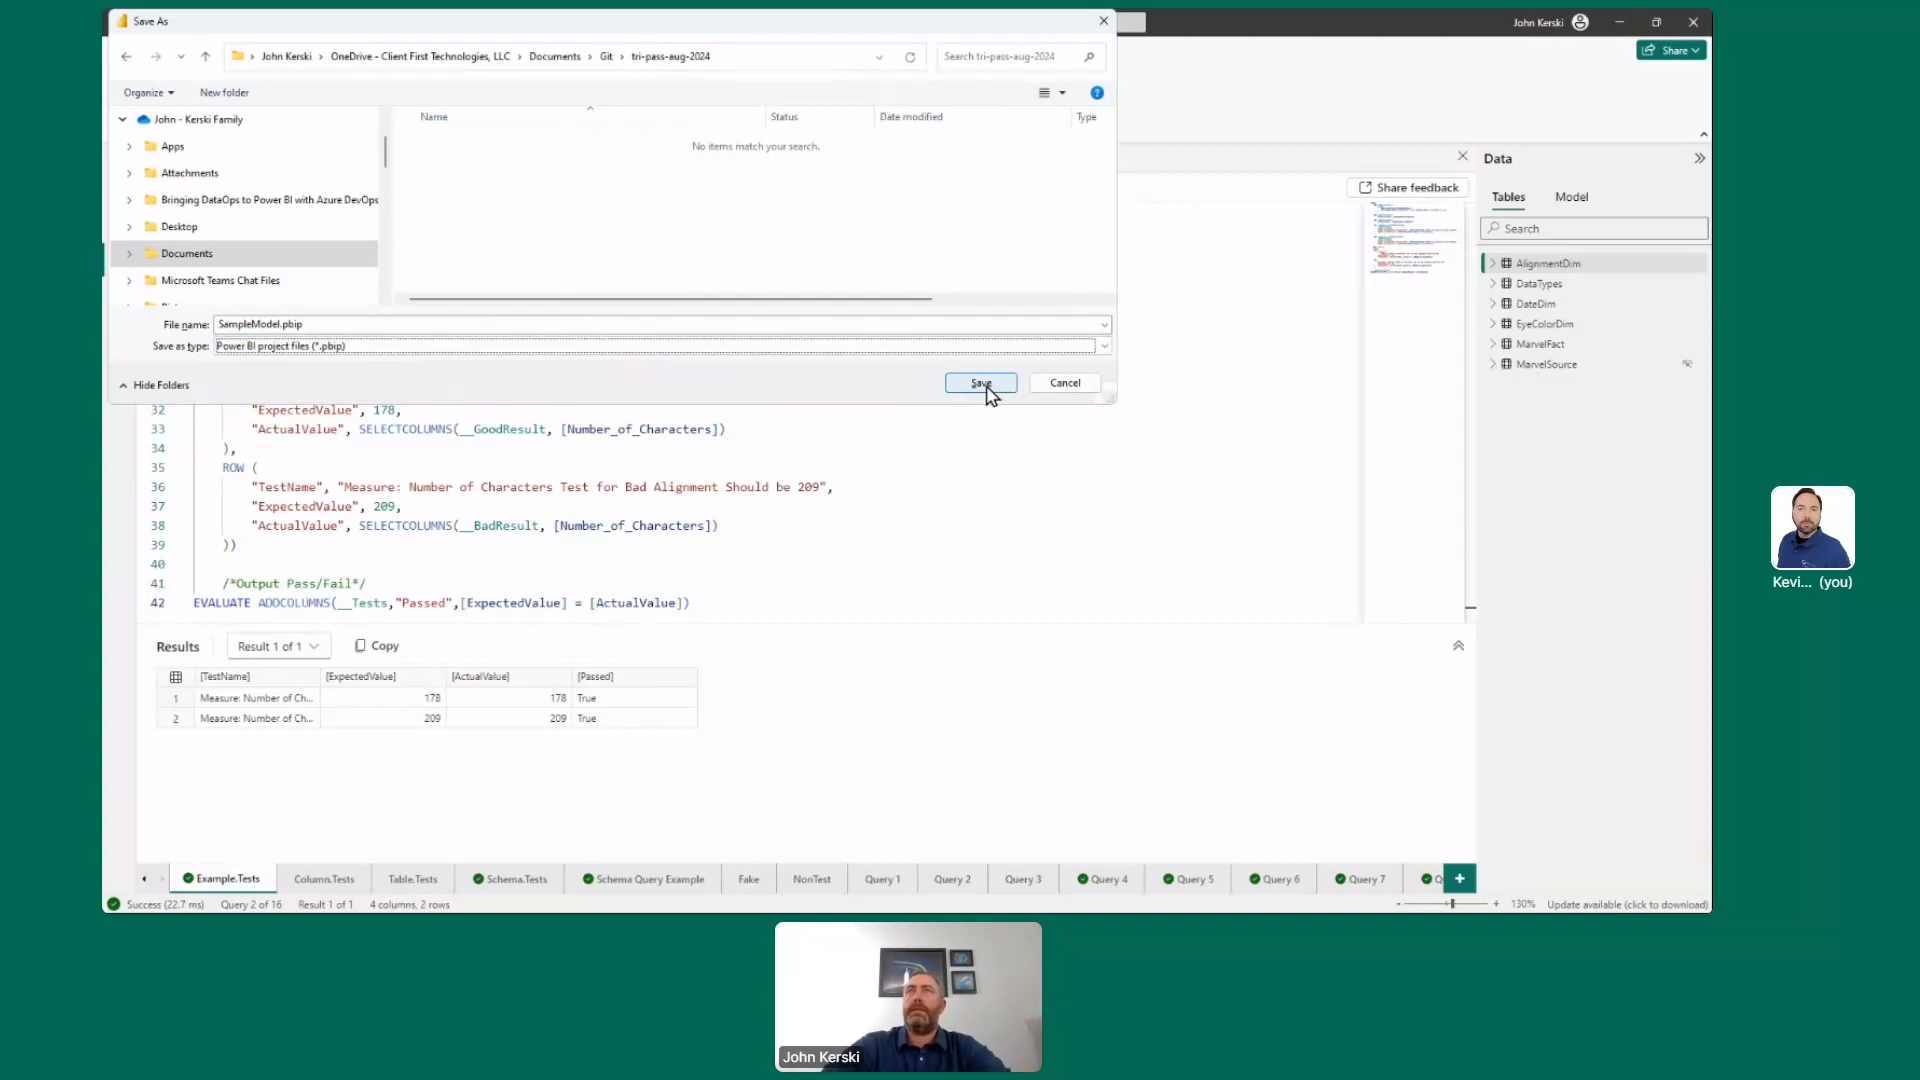 Save As
John Kerski
Share
John Kerski > OneDrive - Client First Technologies, LLC > Documents > Git > tri-pass-aug-2024
Search tri-pass-aug-2024
Organize
New folder
John - Kerski Family
Apps
Attachments
Bringing DataOps to Power BI with Azure DevOps
Desktop
Documents
Microsoft Teams Chat Files
Name
Status
Date modified
Type
No items match your search.
File name: SampleModel.pbip
Save as type: Power BI project files (*.pbip)
Hide Folders
Save
Cancel
Share feedback
Data
Tables
Model
Search
AlignmentDim
DataTypes
DateDim
EyeColorDim
MarvelFact
MarvelSource
32 "ExpectedValue", 178,
33 "ActualValue", SELECTCOLUMNS(__GoodResult, [Number_of_Characters])
34 ),
35 ROW (
36 "TestName", "Measure: Number of Characters Test for Bad Alignment Should be 209",
37 "ExpectedValue", 209,
38 "ActualValue", SELECTCOLUMNS(__BadResult, [Number_of_Characters])
39 ))
40
41 /*Output Pass/Fail*/
42 EVALUATE ADDCOLUMNS(__Tests,"Passed",[ExpectedValue] = [ActualValue])
Results
Result 1 of 1
Copy
[TestName] [ExpectedValue] [ActualValue] [Passed]
1 Measure: Number of Ch... 178 178 True
2 Measure: Number of Ch... 209 209 True
Example.Tests
Column.Tests
Table.Tests
Schema.Tests
Schema Query Example
Fake
NonTest
Query 1
Query 2
Query 3
Query 4
Query 5
Query 6
Query 7
Success (22.7 ms)
Query 2 of 16
Result 1 of 1
4 columns, 2 rows
- + 130%
Update available (click to download)
Kevi... (you)
John Kerski